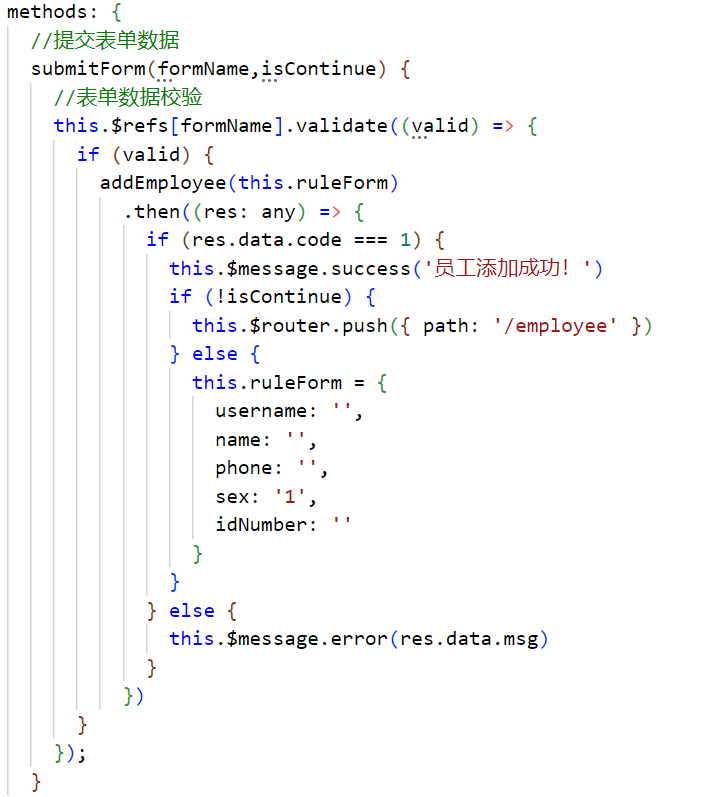 methods: {
//提交表单数据
submitForm(formName,isContinue) {
//表单数据校验
this.$refs[formName].validate((valid) => {
if (valid) {
addEmployee(this.ruleForm)
.then((res: any) => {
if (res.data.code === 1) {
this.$message.success('员工添加成功！')
if (!isContinue) {
this.$router.push({ path: '/employee' })
} else {
this.ruleForm = {
username: '',
name: '',
phone: '',
sex: '1',
idNumber: ''
}
}
} else {
this.$message.error(res.data.msg)
}
})
}
});
}